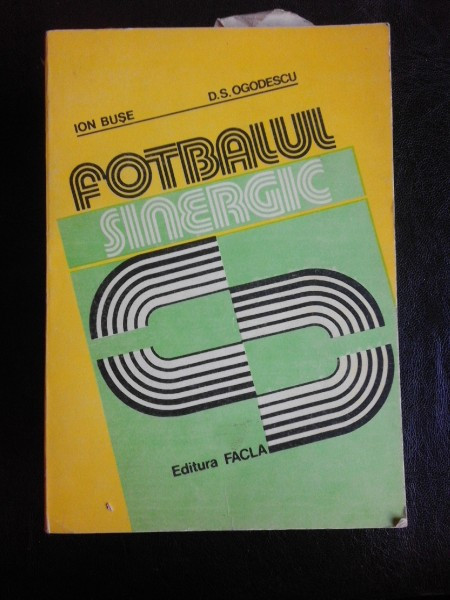 ION BUȘE
D.S. OGODESCU
FOTBALUL
SINERGIC
Editura FACLA